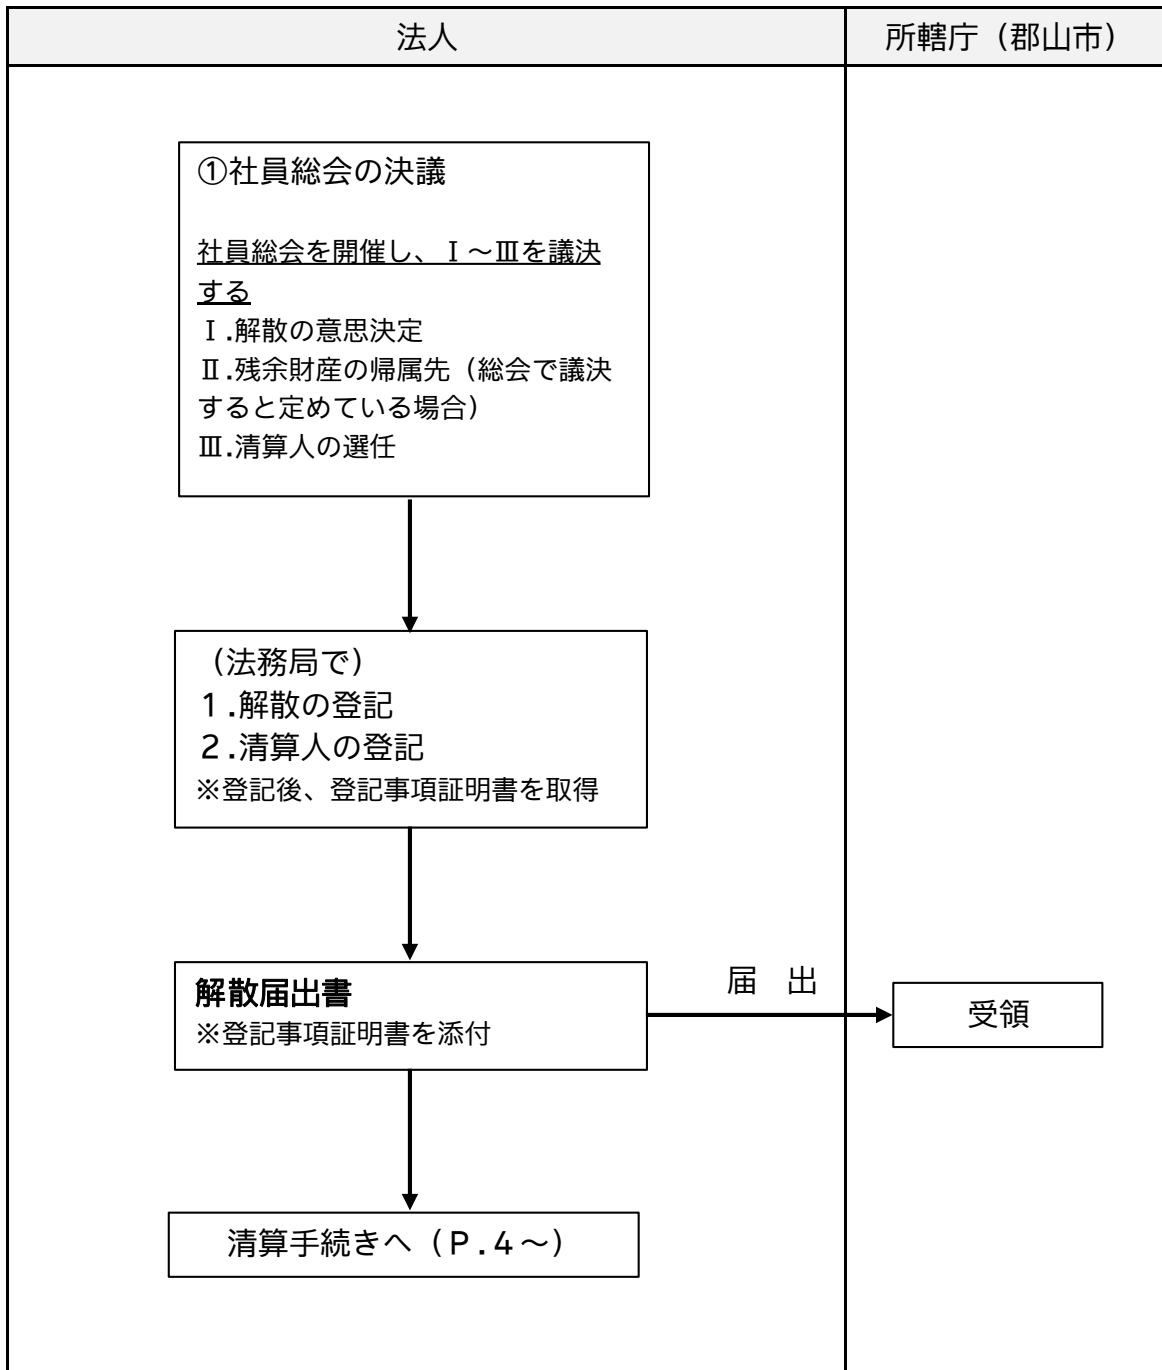 法人
所轄庁（郡山市）
①社員総会の決議
社員総会を開催し、Ⅰ～Ⅲを議決
する
Ⅰ.解散の意思決定
Ⅱ.残余財産の帰属先（総会で議決
すると定めている場合）
Ⅲ.清算人の選任
（法務局で）
１.解散の登記
２.清算人の登記
※登記後、登記事項証明書を取得
解散届出書
※登記事項証明書を添付
届　出
受領
清算手続きへ（Ｐ.４～）